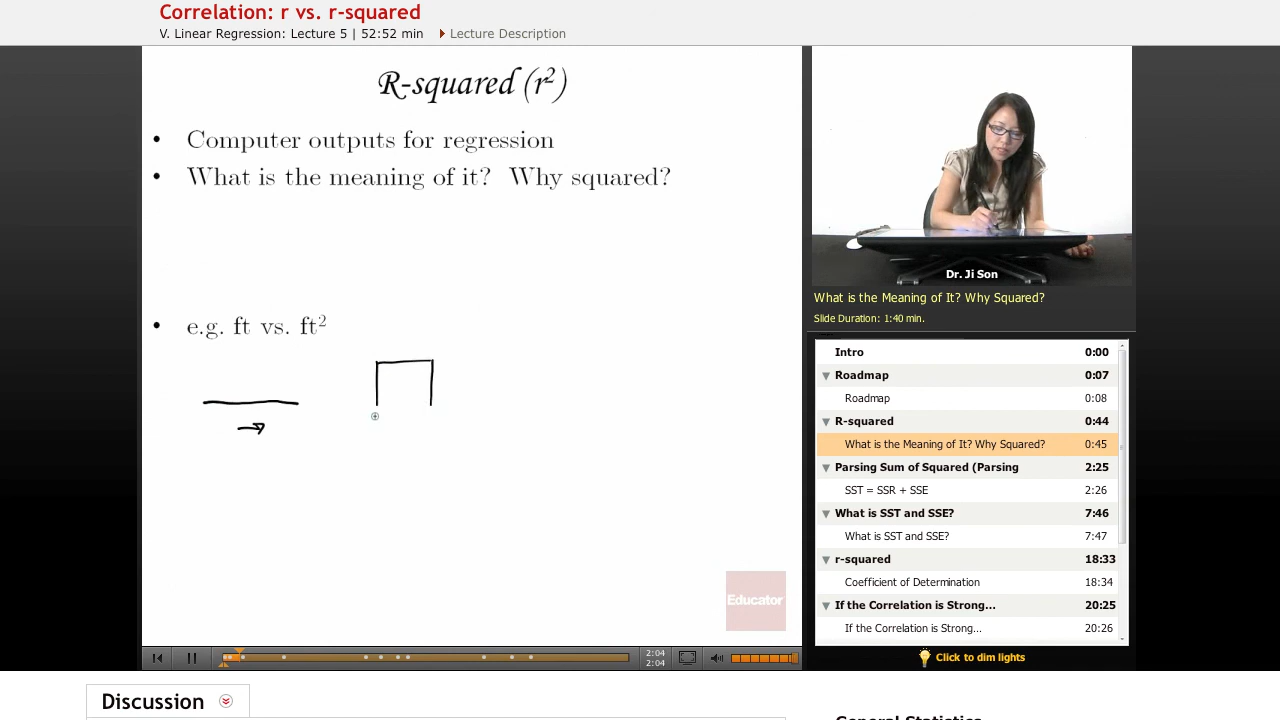 Correlation: r vs. r-squared
V. Linear Regression: Lecture 5 | 52:52 min
Lecture Description
R-squared (r²)
• Computer outputs for regression
• What is the meaning of it? Why squared?
• e.g. ft vs. ft²
Educator
2:04
2:04
Dr. Ji Son
What is the Meaning of It? Why Squared?
Slide Duration: 1:40 min.
Intro 0:00
Roadmap 0:07
Roadmap 0:08
R-squared 0:44
What is the Meaning of It? Why Squared? 0:45
Parsing Sum of Squared (Parsing 2:25
SST = SSR + SSE 2:26
What is SST and SSE? 7:46
What is SST and SSE? 7:47
r-squared 18:33
Coefficient of Determination 18:34
If the Correlation is Strong... 20:25
If the Correlation is Strong... 20:26
Click to dim lights
Discussion
General Statistics